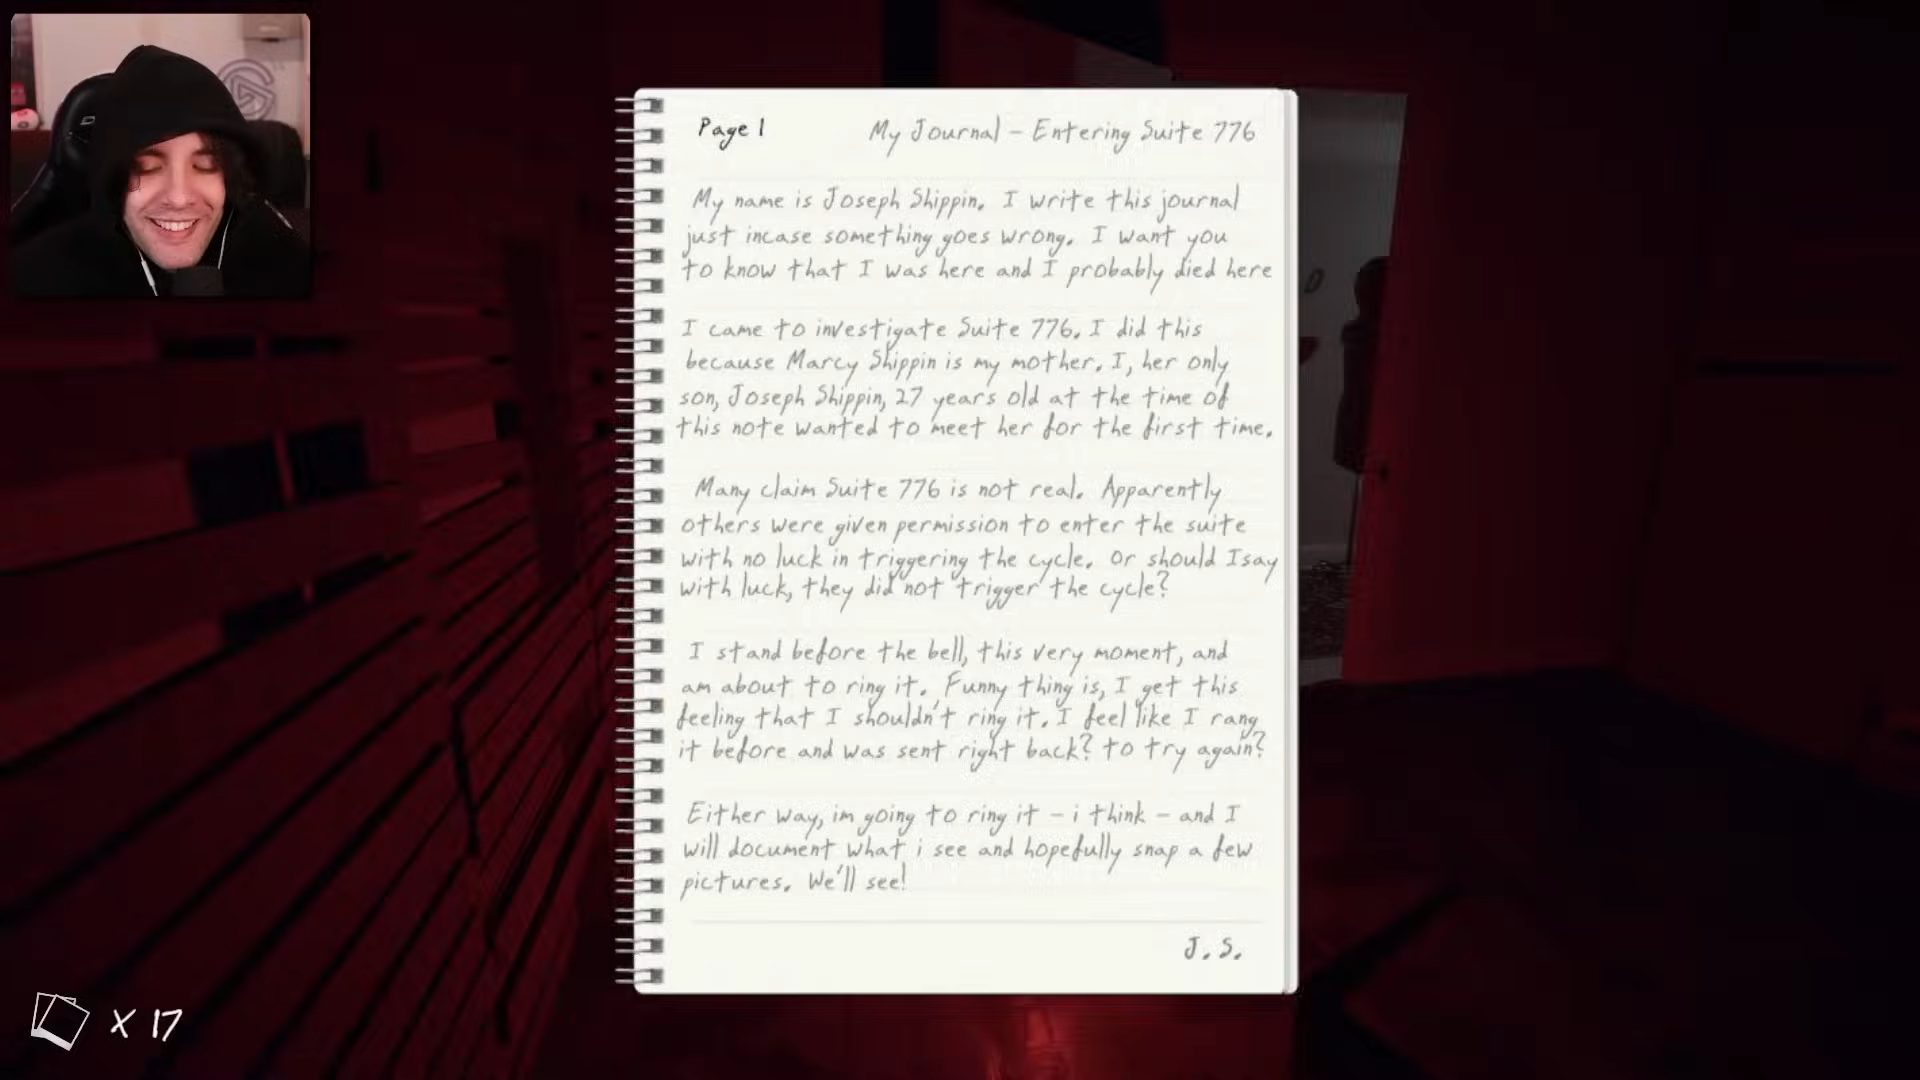 Page 1
My Journal - Entering Suite 776
My name is Joseph Shippin. I write this journal
just incase something goes wrong. I want you
to know that I was here and I probably died here
I came to investigate Suite 776. I did this
because Marcy Shippin is my mother. I, her only
son, Joseph Shippin, 27 years old at the time of
this note wanted to meet her for the first time.
Many claim Suite 776 is not real. Apparently
others were given permission to enter the suite
with no luck in triggering the cycle. Or should I say
with luck, they did not trigger the cycle?
I stand before the bell, this very moment, and
am about to ring it. Funny thing is, I get this
feeling that I shouldn't ring it. I feel like I rang
it before and was sent right back? to try again?
Either way, im going to ring it - i think - and I
will document what i see and hopefully snap a few
pictures. We'll see!
J.S.
X 17